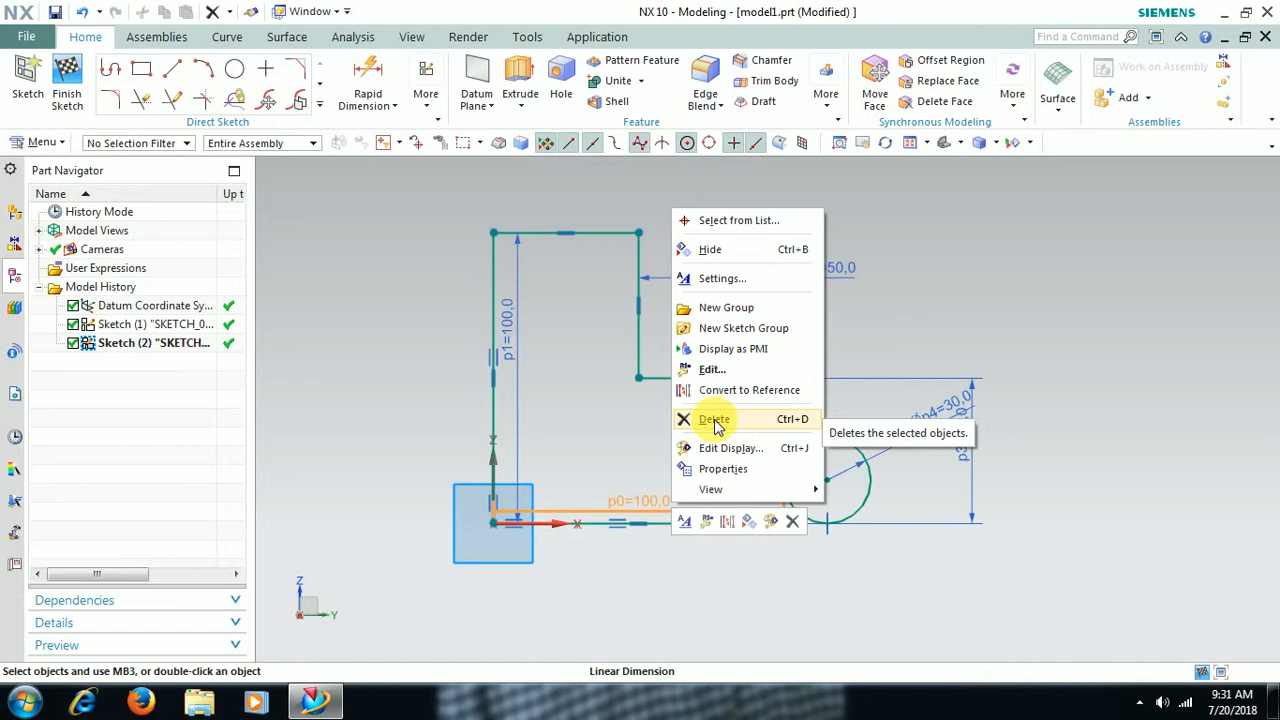 NX
Window
NX 10 - Modeling - [model1.prt (Modified) ]
SIEMENS
File
Home
Assemblies
Curve
Surface
Analysis
View
Render
Tools
Application
Find a Command
Sketch
Finish Sketch
Direct Sketch
Rapid Dimension
More
Datum Plane
Extrude
Hole
Pattern Feature
Unite
Shell
Edge Blend
Chamfer
Trim Body
Draft
More
Feature
Move Face
Offset Region
Replace Face
Delete Face
More
Synchronous Modeling
Surface
Work on Assembly
Add
Assemblies
Menu
No Selection Filter
Entire Assembly
Part Navigator
Name
Up t
History Mode
Model Views
Cameras
User Expressions
Model History
Datum Coordinate Sy...
Sketch (1) "SKETCH_0...
Sketch (2) "SKETCH...
Dependencies
Details
Preview
p1=100,0
=50,0
p4=30,0
p3
p0=100,0
Z
X
Z
Y
Select from List...
Hide Ctrl+B
Settings...
New Group
New Sketch Group
Display as PMI
Edit...
Convert to Reference
Delete Ctrl+D
Edit Display... Ctrl+J
Properties
View
Deletes the selected objects.
Select objects and use MB3, or double-click an object
Linear Dimension
9:31 AM
7/20/2018